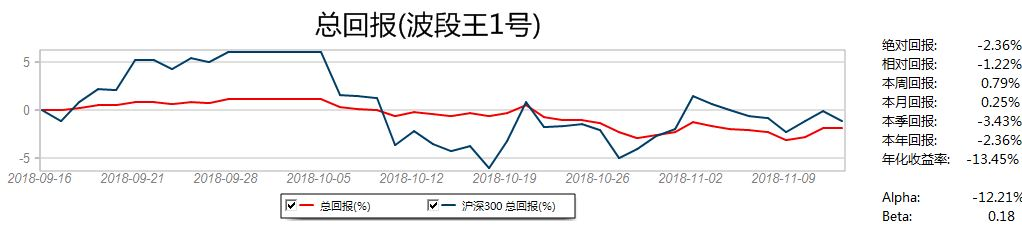 总回报(波段王1号)
5
0
-5
2018-09-16 2018-09-21 2018-09-28 2018-10-05 2018-10-12 2018-10-19 2018-10-26 2018-11-02 2018-11-09
总回报(%) 沪深300 总回报(%)
绝对回报: -2.36%
相对回报: -1.22%
本周回报: 0.79%
本月回报: 0.25%
本季回报: -3.43%
本年回报: -2.36%
年化收益率: -13.45%
Alpha: -12.21%
Beta: 0.18